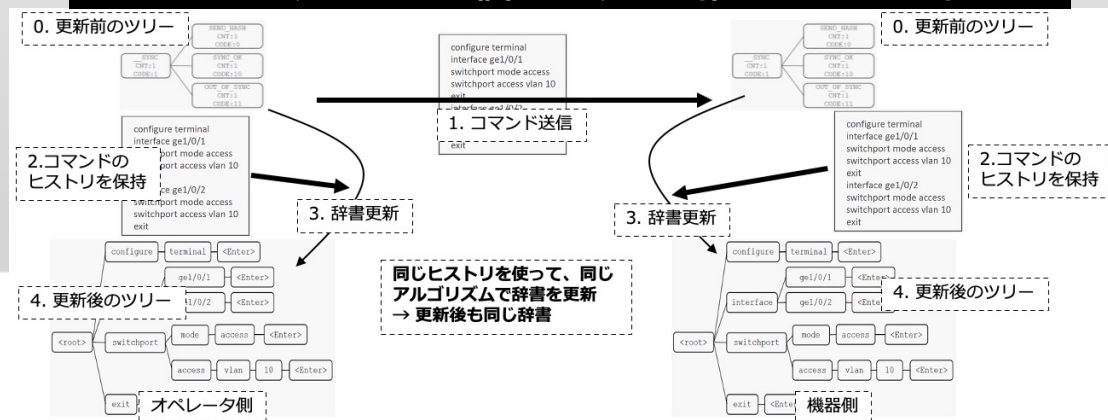 0. 更新前のツリー
SEND_HASH
CNT:1
CODE:0
__SYNC
CNT:1
CODE:1
SYNC_OK
CNT:1
CODE:10
OUT_OF_SYNC
CNT:1
CODE:11
configure terminal
interface ge1/0/1
switchport mode access
switchport access vlan 10
exit
1. コマンド送信
exit
0. 更新前のツリー
SEND_HASH
CNT:1
CODE:0
__SYNC
CNT:1
CODE:1
SYNC_OK
CNT:1
CODE:10
OUT_OF_SYNC
CNT:1
CODE:11
configure terminal
interface ge1/0/1
port mode access
port access vlan 10
ce ge1/0/2
switchport mode access
switchport access vlan 10
exit
2.コマンドの
ヒストリを保持
3. 辞書更新
configure terminal
interface ge1/0/1
switchport mode access
switchport access vlan 10
exit
interface ge1/0/2
switchport mode access
switchport access vlan 10
exit
2.コマンドの
ヒストリを保持
3. 辞書更新
同じヒストリを使って、同じ
アルゴリズムで辞書を更新
→ 更新後も同じ辞書
4. 更新後のツリー
configure terminal <Enter>
ge1/0/1 <Enter>
<Enter>
<root> switchport mode access <Enter>
access vlan 10 <Enter>
exit
オペレータ側
4. 更新後のツリー
configure terminal <Enter>
ge1/0/1 <Enter>
interface ge1/0/2
<root> switchport mode access <Enter>
access vlan 10 <Enter>
exit
機器側